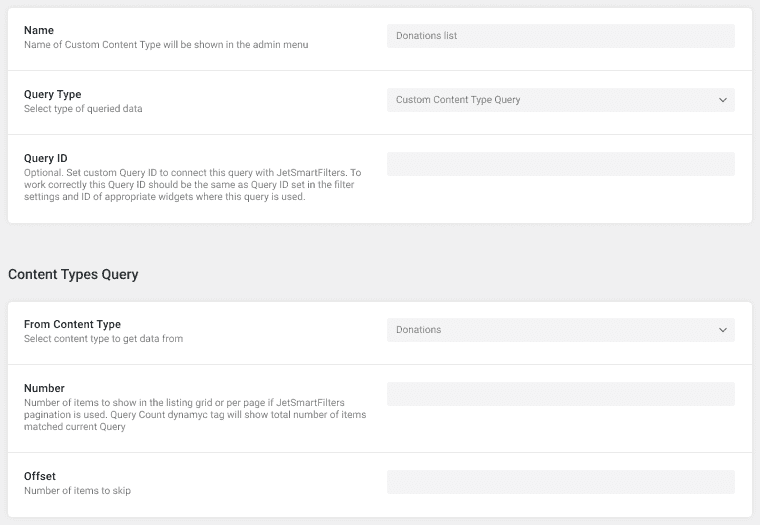 Name
Name of Custom Content Type will be shown in the admin menu
Donations list
Query Type
Select type of queried data
Custom Content Type Query
Query ID
Optional. Set custom Query ID to connect this query with JetSmartFilters. To
work correctly this Query ID should be the same as Query ID set in the filter
settings and ID of appropriate widgets where this query is used.
Content Types Query
From Content Type
Select content type to get data from
Donations
Number
Number of items to show in the listing grid or per page if JetSmartFilters
pagination is used. Query Count dynamyc tag will show total number of items
matched current Query
Offset
Number of items to skip